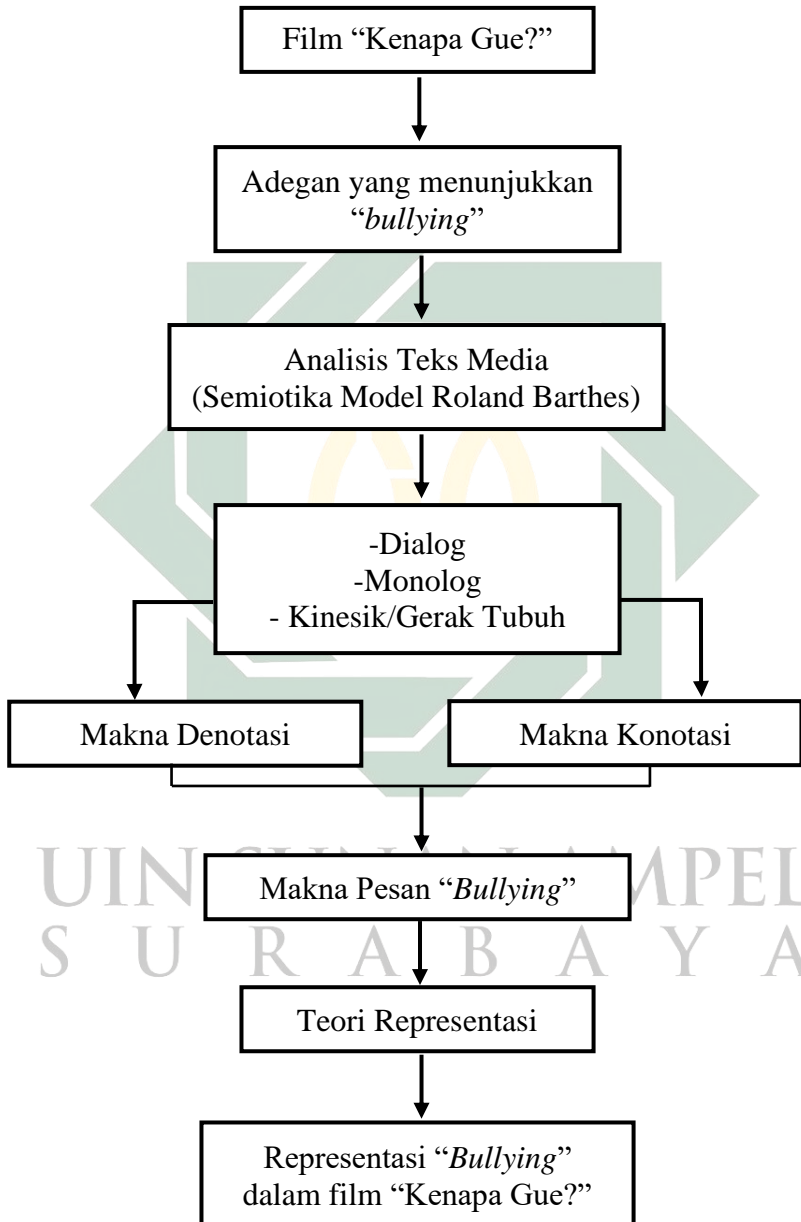 Film “Kenapa Gue?”
Adegan yang menunjukkan
“bullying”
Analisis Teks Media
(Semiotika Model Roland Barthes)
-Dialog
-Monolog
- Kinesik/Gerak Tubuh
Makna Denotasi
Makna Konotasi
UIN SUNAN AMPEL
Makna Pesan “Bullying”
S U R A B A Y A
Teori Representasi
Representasi “Bullying”
dalam film “Kenapa Gue?”